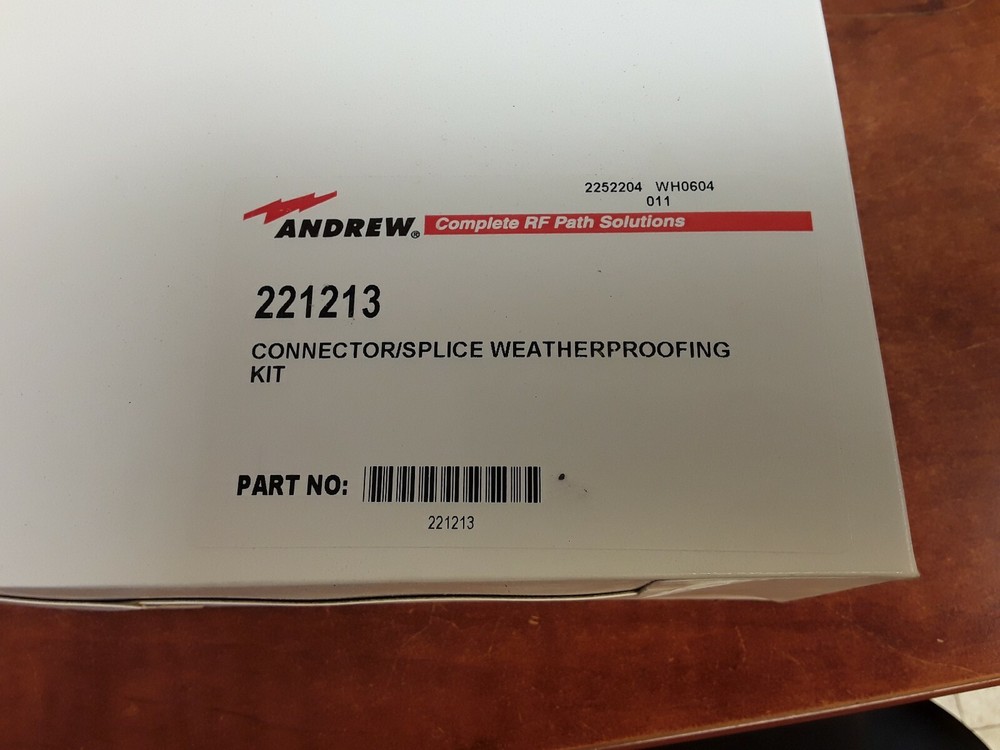 2252204 WH0604
011
ANDREW® Complete RF Path Solutions
221213
CONNECTOR/SPLICE WEATHERPROOFING
KIT
PART NO:
221213